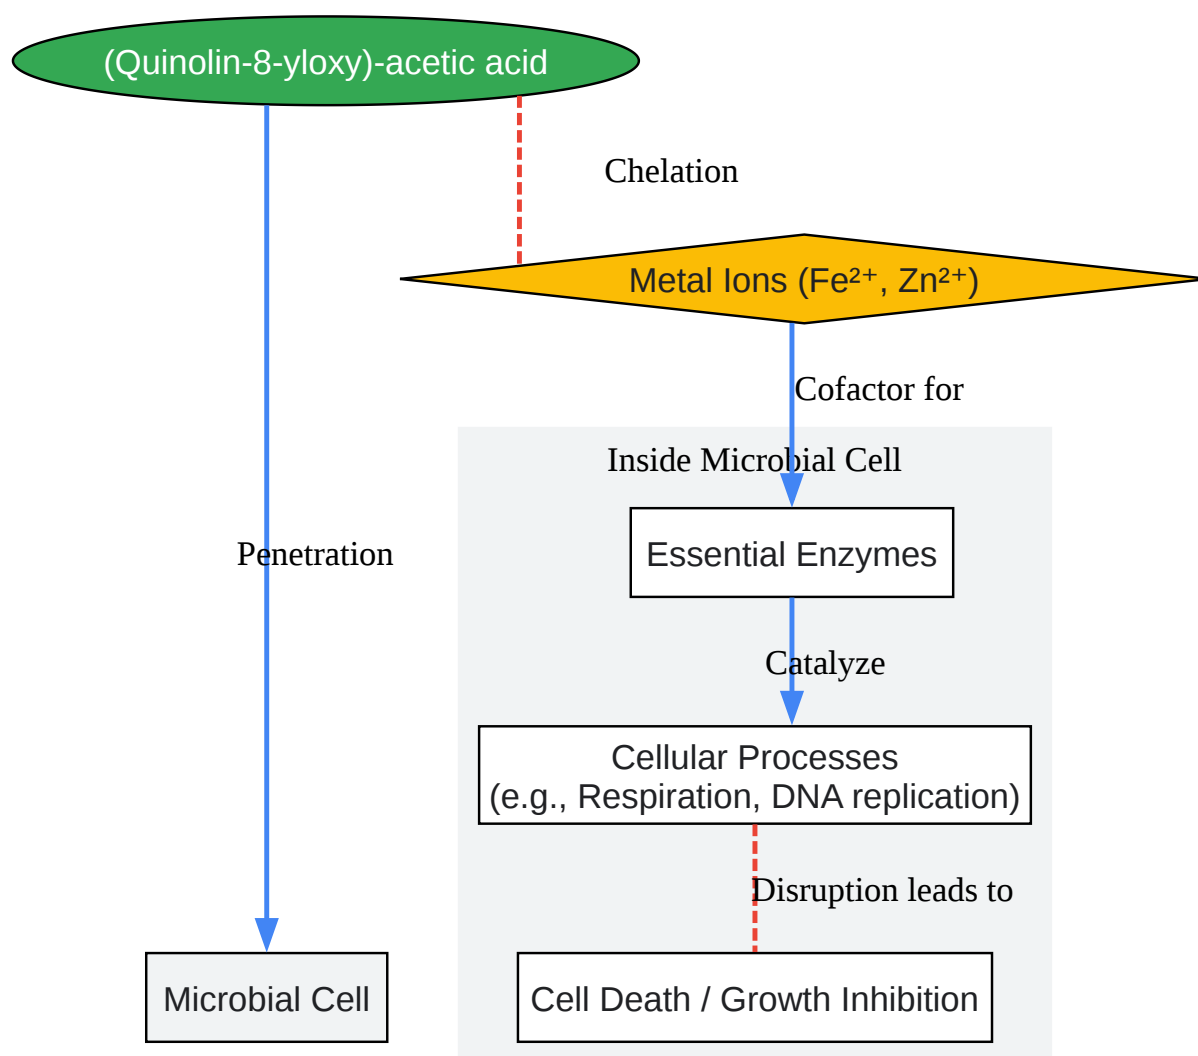 (Quinolin-8-yloxy)-acetic acid
Chelation
Metal Ions (Fe²⁺, Zn²⁺)
Cofactor for
Inside Microbial Cell
Essential Enzymes
Penetration
Catalyze
Cellular Processes
(e.g., Respiration, DNA replication)
Disruption leads to
Microbial Cell
Cell Death / Growth Inhibition